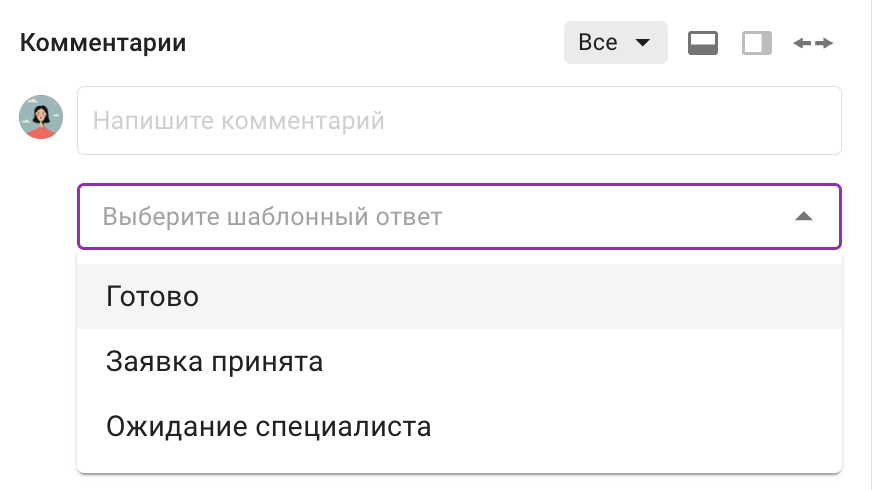 Комментарии
Все
Напишите комментарий
Выберите шаблонный ответ
Готово
Заявка принята
Ожидание специалиста